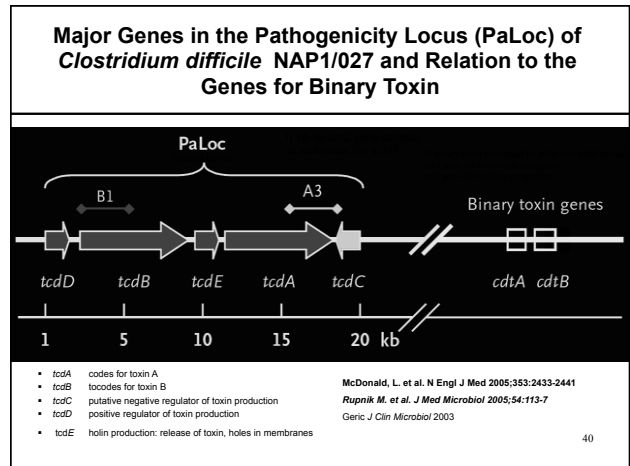 Major Genes in the Pathogenicity Locus (PaLoc) of
Clostridium difficile NAP1/027 and Relation to the
Genes for Binary Toxin
PaLoc
B1
A3
Binary toxin genes
tcdD tcdB tcdE tcdA tcdC cdtA cdtB
1 5 10 15 20 kb
▪ tcdA codes for toxin A
▪ tcdB tocodes for toxin B
▪ tcdC putative negative regulator of toxin production
▪ tcdD positive regulator of toxin production
▪ tcdE holin production: release of toxin, holes in membranes
McDonald, L. et al. N Engl J Med 2005;353:2433-2441
Rupnik M. et al. J Med Microbiol 2005;54:113-7
Geric J Clin Microbiol 2003
40